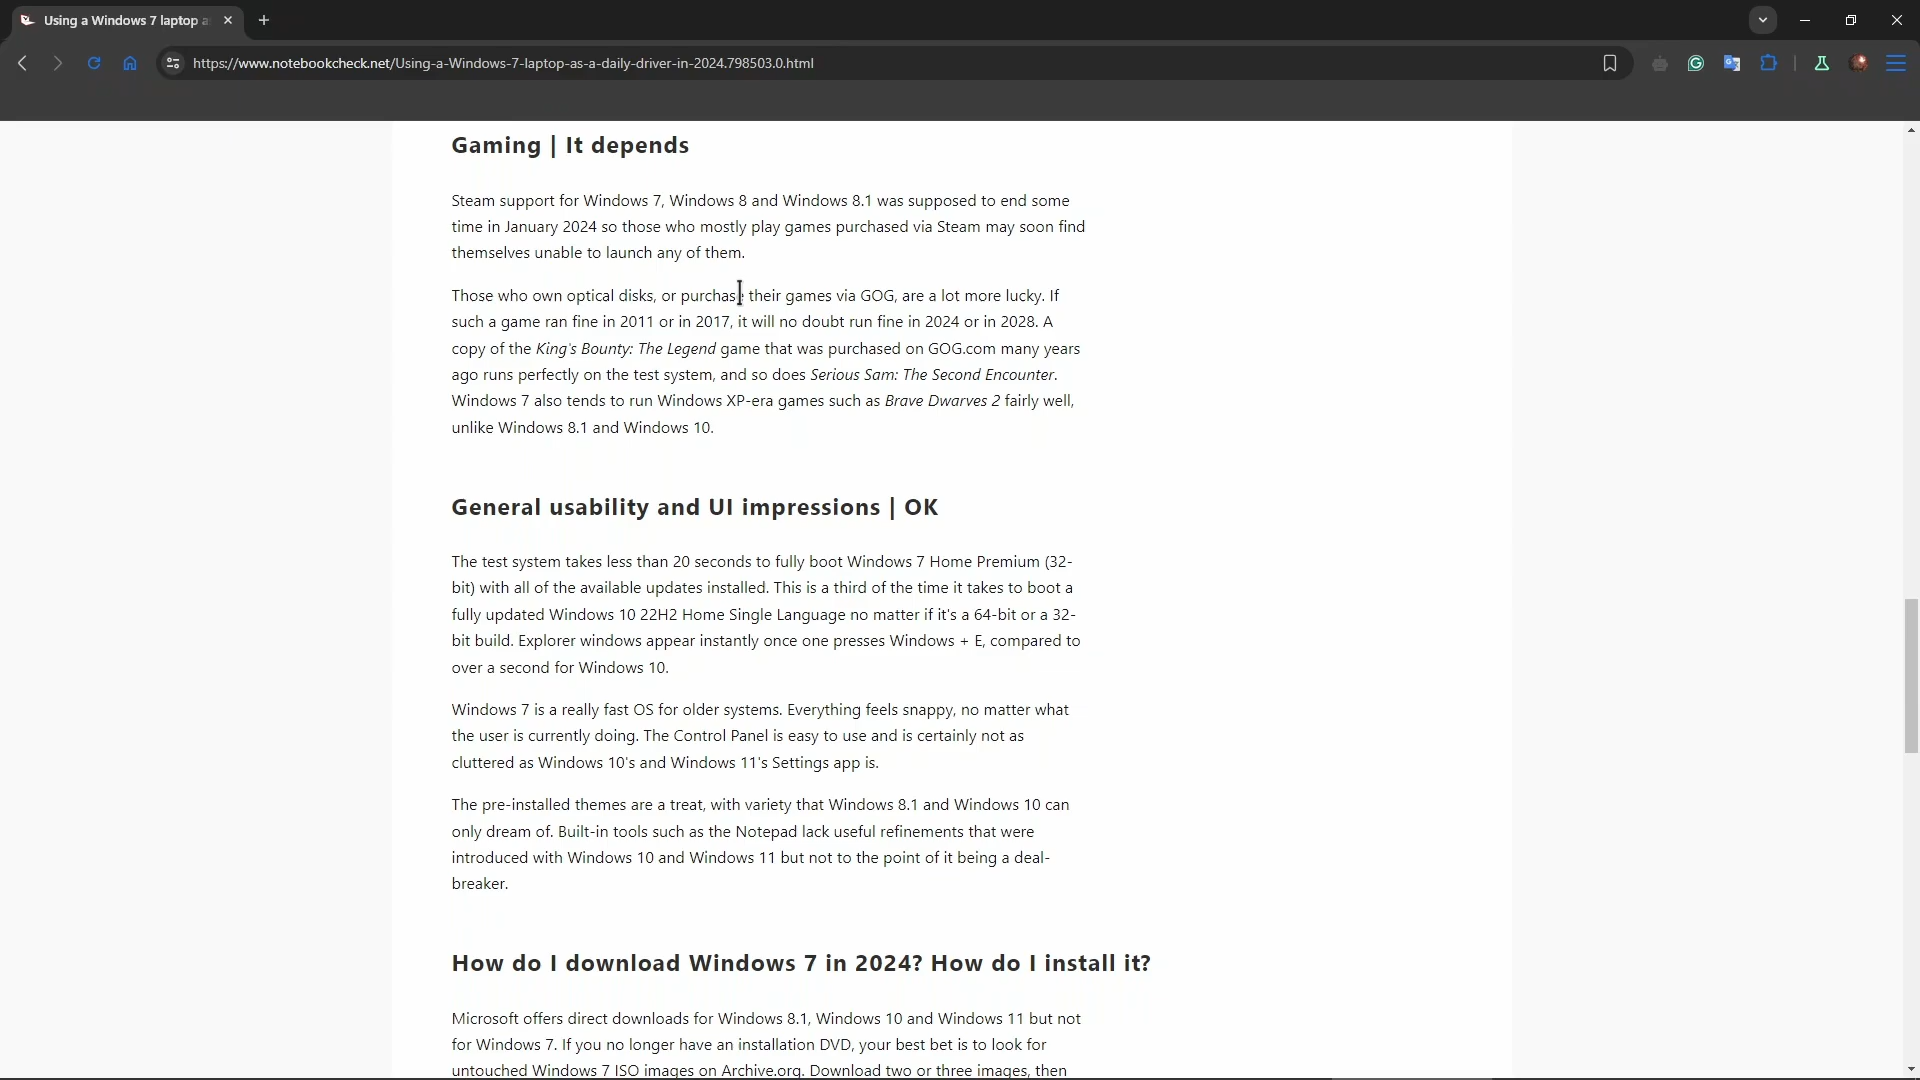 Using a Windows 7 laptop a
https://www.notebookcheck.net/Using-a-Windows-7-laptop-as-a-daily-driver-in-2024.798503.0.html
Gaming | It depends
Steam support for Windows 7, Windows 8 and Windows 8.1 was supposed to end some
time in January 2024 so those who mostly play games purchased via Steam may soon find
themselves unable to launch any of them.
Those who own optical disks, or purchase their games via GOG, are a lot more lucky. If
such a game ran fine in 2011 or in 2017, it will no doubt run fine in 2024 or in 2028. A
copy of the King's Bounty: The Legend game that was purchased on GOG.com many years
ago runs perfectly on the test system, and so does Serious Sam: The Second Encounter.
Windows 7 also tends to run Windows XP-era games such as Brave Dwarves 2 fairly well,
unlike Windows 8.1 and Windows 10.
General usability and UI impressions | OK
The test system takes less than 20 seconds to fully boot Windows 7 Home Premium (32-
bit) with all of the available updates installed. This is a third of the time it takes to boot a
fully updated Windows 10 22H2 Home Single Language no matter if it's a 64-bit or a 32-
bit build. Explorer windows appear instantly once one presses Windows + E, compared to
over a second for Windows 10.
Windows 7 is a really fast OS for older systems. Everything feels snappy, no matter what
the user is currently doing. The Control Panel is easy to use and is certainly not as
cluttered as Windows 10's and Windows 11's Settings app is.
The pre-installed themes are a treat, with variety that Windows 8.1 and Windows 10 can
only dream of. Built-in tools such as the Notepad lack useful refinements that were
introduced with Windows 10 and Windows 11 but not to the point of it being a deal-
breaker.
How do I download Windows 7 in 2024? How do I install it?
Microsoft offers direct downloads for Windows 8.1, Windows 10 and Windows 11 but not
for Windows 7. If you no longer have an installation DVD, your best bet is to look for
untouched Windows 7 ISO images on Archive.org. Download two or three images, then